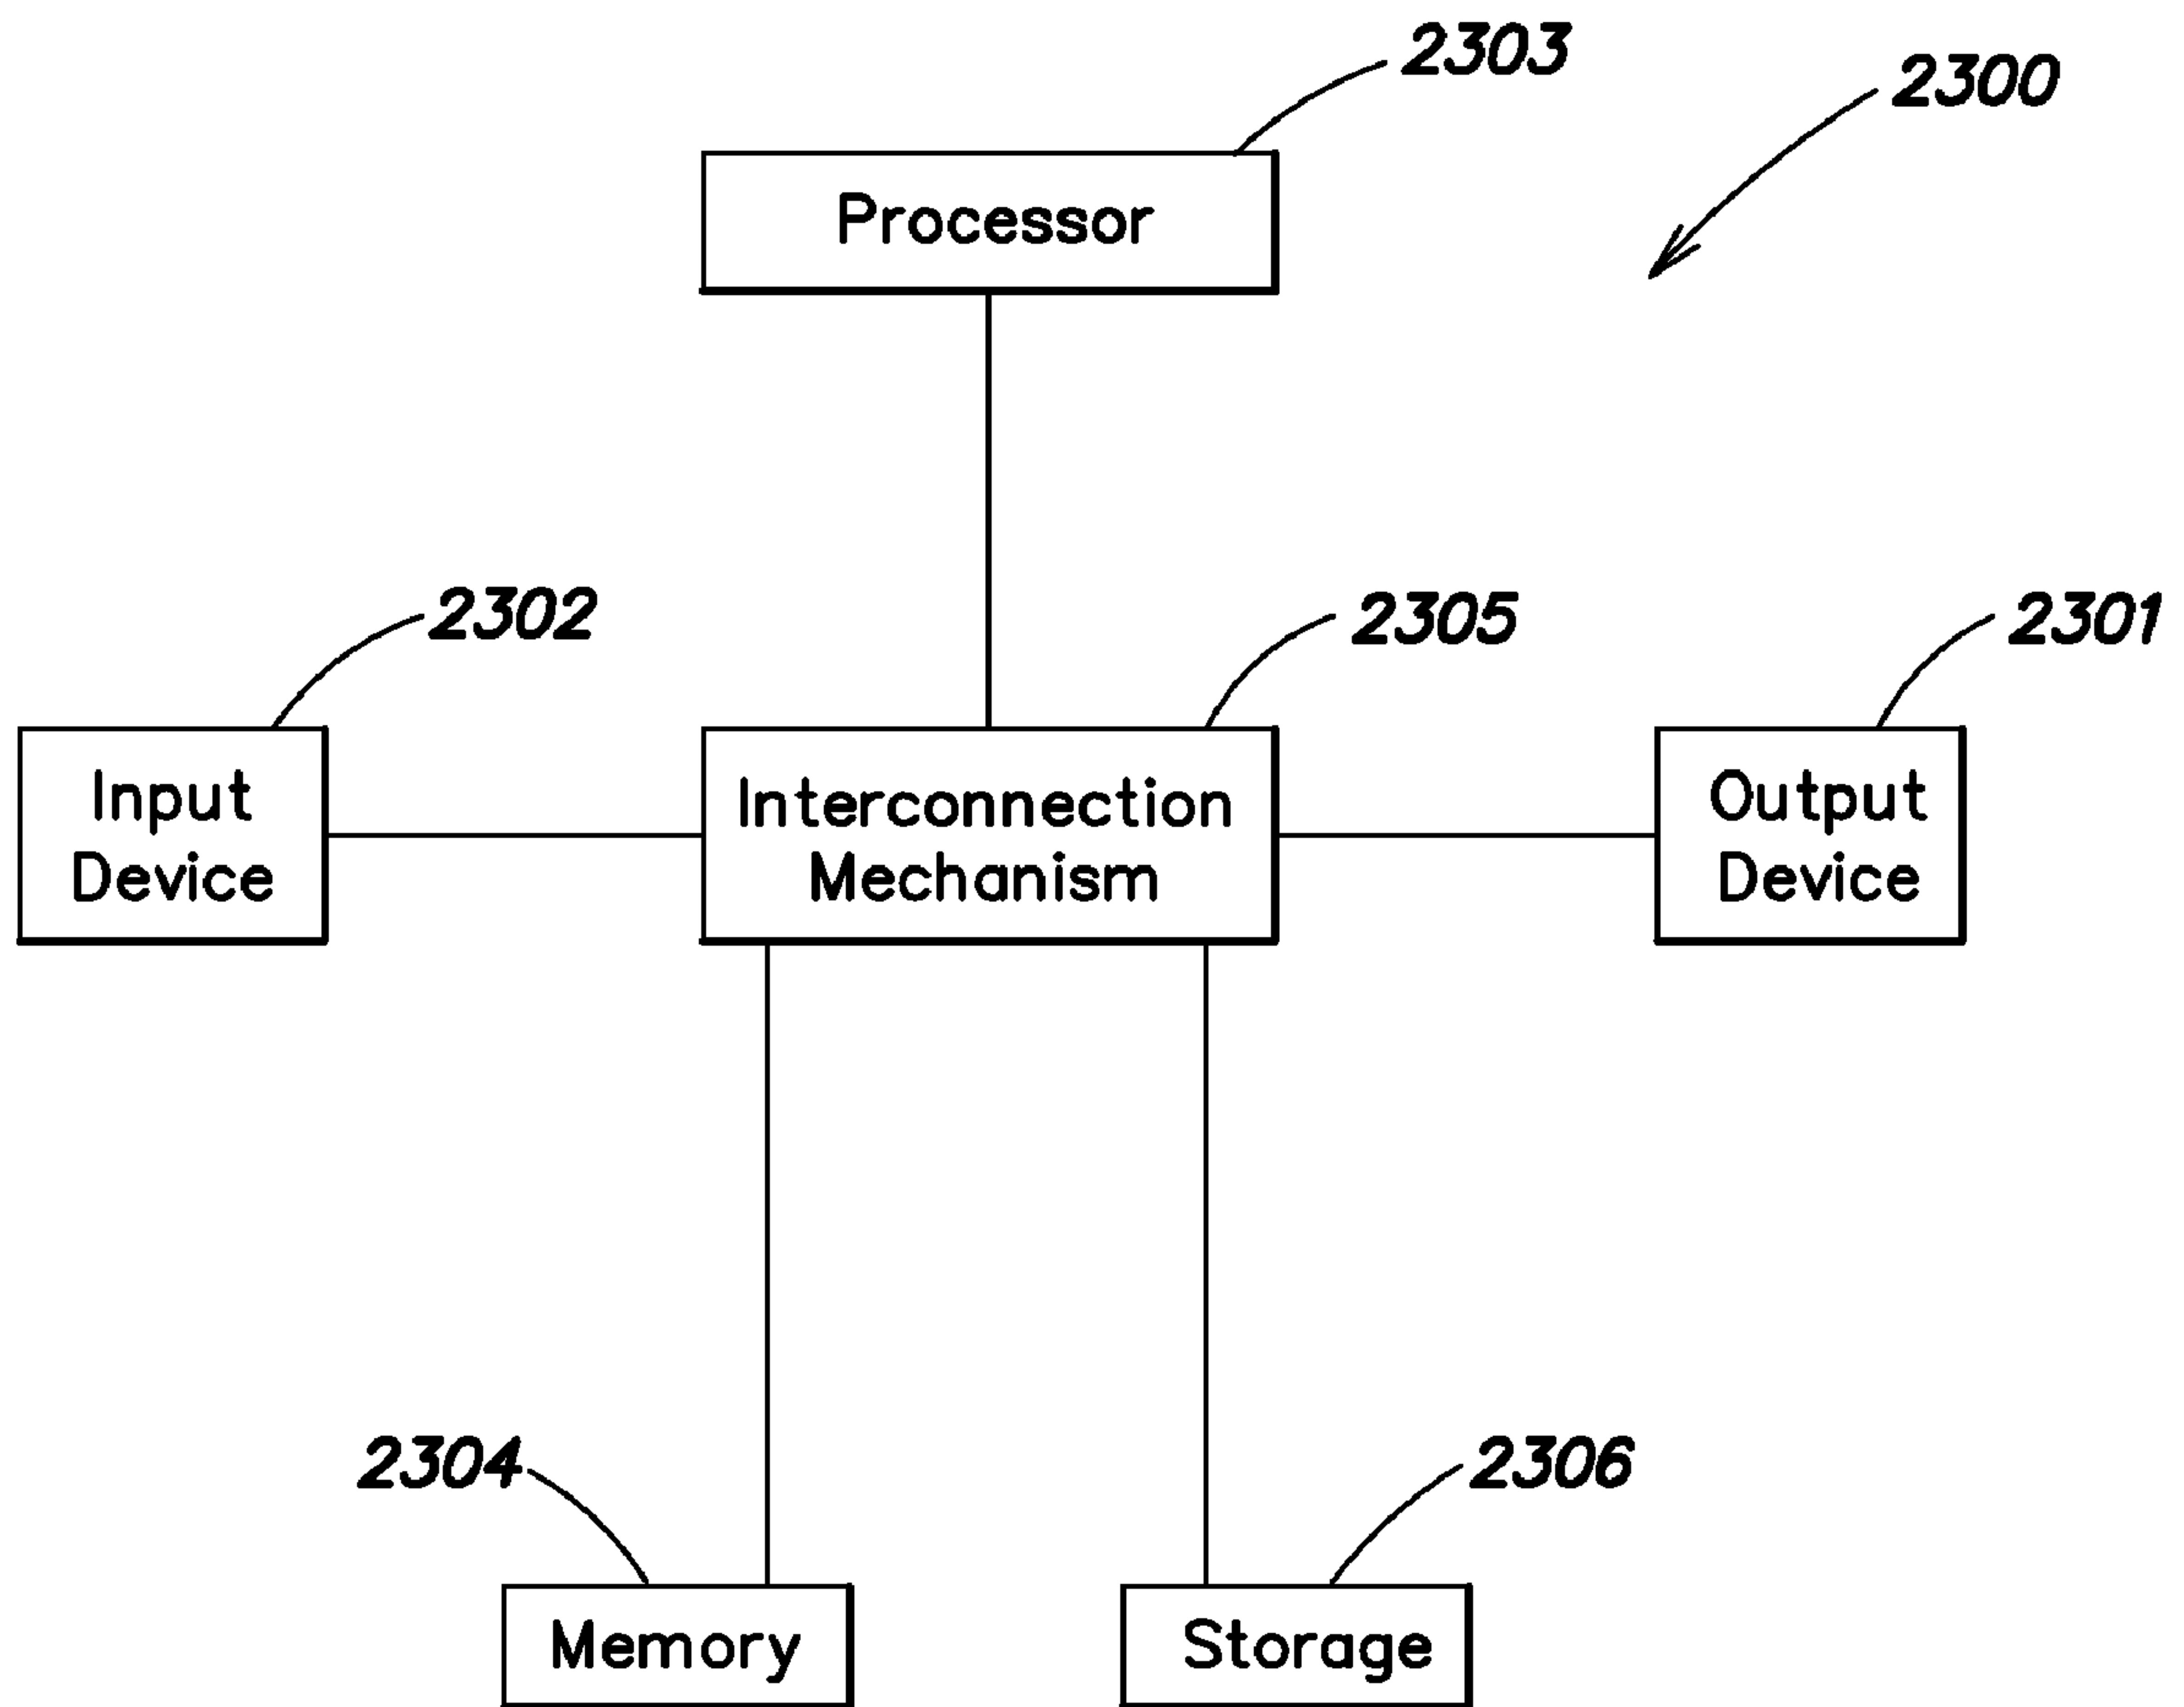 2303
2300
Processor
2302
2305
2301
Input
Device
Interconnection
Mechanism
Output
Device
2304
2306
Memory
Storage